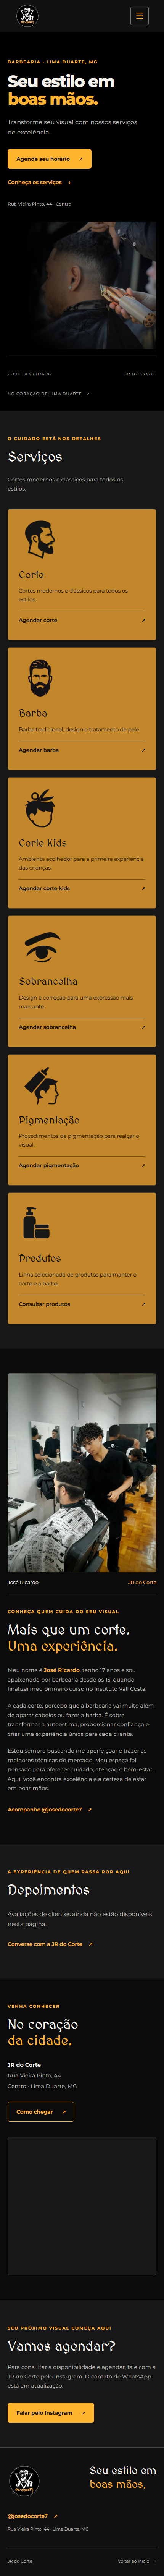 BARBEARIA · LIMA DUARTE, MG
Seu estilo em
boas mãos.
Transforme seu visual com nossos serviços
de excelência.
Agende seu horário ↗
Conheça os serviços ↓
Rua Vieira Pinto, 44 · Centro
CORTE & CUIDADO
JR DO CORTE
NO CORAÇÃO DE LIMA DUARTE ↗
O CUIDADO ESTÁ NOS DETALHES
Serviços
Cortes modernos e clássicos para todos os
estilos.
Corte
Cortes modernos e clássicos para todos os
estilos.
Agendar corte ↗
Barba
Barba tradicional, design e tratamento de pele.
Agendar barba ↗
Corte Kids
Ambiente acolhedor para a primeira experiência
das crianças.
Agendar corte kids ↗
Sobrancelha
Design e correção para uma expressão mais
marcante.
Agendar sobrancelha ↗
Pigmentação
Procedimentos de pigmentação para realçar o
visual.
Agendar pigmentação ↗
Produtos
Linha selecionada de produtos para manter o
corte e a barba.
Consultar produtos ↗
José Ricardo
JR do Corte
CONHEÇA QUEM CUIDA DO SEU VISUAL
Mais que um corte.
Uma experiência.
Meu nome é José Ricardo, tenho 17 anos e sou
apaixonado por barbearia desde os 15, quando
finalizei meu primeiro curso no Instituto Vall Costa.
A cada corte, percebo que a barbearia vai muito além
de aparar cabelos ou fazer a barba. É sobre
transformar a autoestima, proporcionar confiança e
criar uma experiência única para cada cliente.
Estou sempre buscando me aperfeiçoar e trazer as
melhores técnicas do mercado. Meu espaço foi
pensado para oferecer cuidado, atenção e bem-estar.
Aqui, você encontra excelência e a certeza de estar
em boas mãos.
Acompanhe @josedocorte7 ↗
A EXPERIÊNCIA DE QUEM PASSA POR AQUI
Depoimentos
Avaliações de clientes ainda não estão disponíveis
nesta página.
Converse com a JR do Corte ↗
VENHA CONHECER
No coração
da cidade.
JR do Corte
Rua Vieira Pinto, 44
Centro · Lima Duarte, MG
Como chegar ↗
SEU PRÓXIMO VISUAL COMEÇA AQUI
Vamos agendar?
Para consultar disponibilidade e agendar, fale com a
JR do Corte pelo Instagram. O contato de WhatsApp
está em atualização.
Falar pelo Instagram ↗
Seu estilo em
boas mãos.
@josedocorte7 ↗
Rua Vieira Pinto, 44 · Lima Duarte, MG
JR do Corte
Voltar ao início ↑